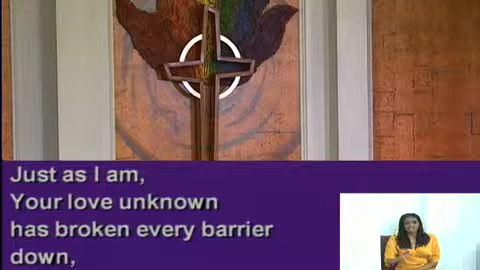 Just as I am,
Your love unknown
has broken every barrier
down,